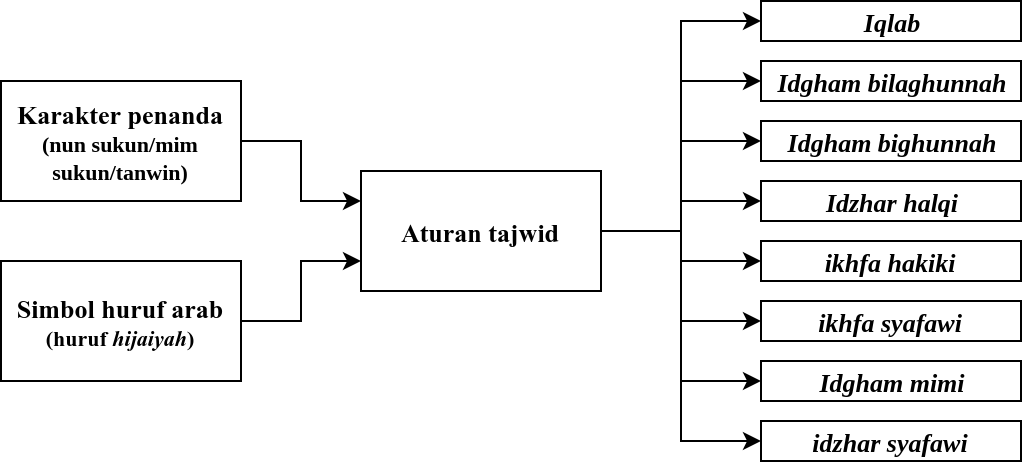 Karakter penanda
(nun sukun/mim
sukun/tanwin)
Simbol huruf arab
(huruf hijaiyah)
Aturan tajwid
Iqlab
Idgham bilaghunnah
Idgham bighunnah
Idzhar halqi
ikhfa hakiki
ikhfa syafawi
Idgham mimi
idzhar syafawi